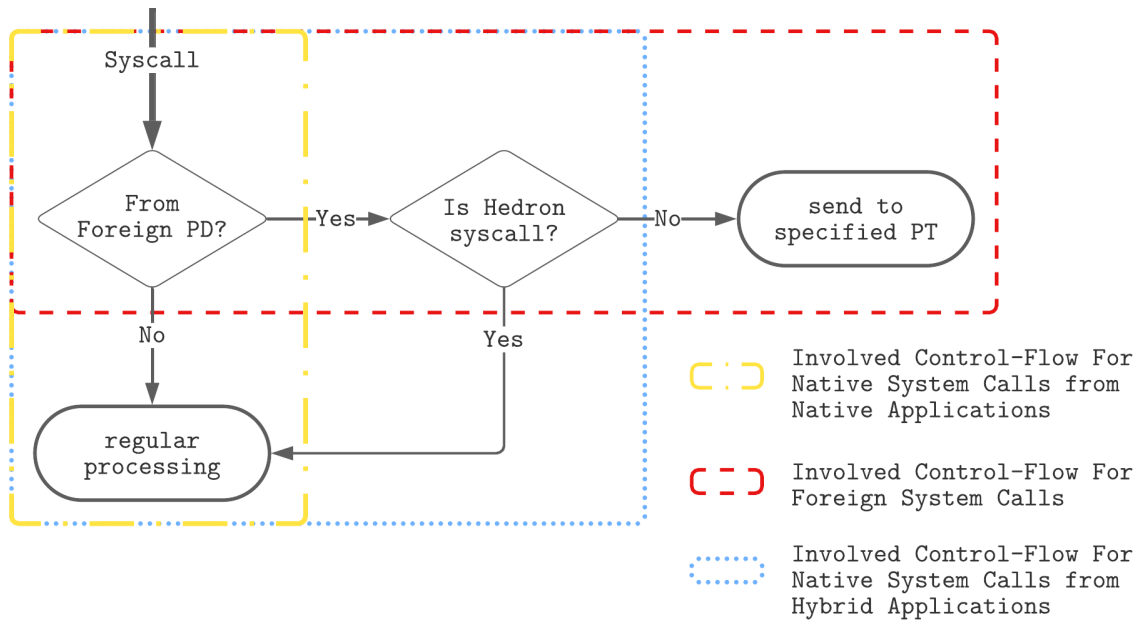 Syscall
From
Foreign PD?
Yes
Is Hedron
syscall?
No
send to
specified PT
No
Yes
regular
processing
Involved Control-Flow For
Native System Calls from
Native Applications
Involved Control-Flow For
Foreign System Calls
Involved Control-Flow For
Native System Calls from
Hybrid Applications